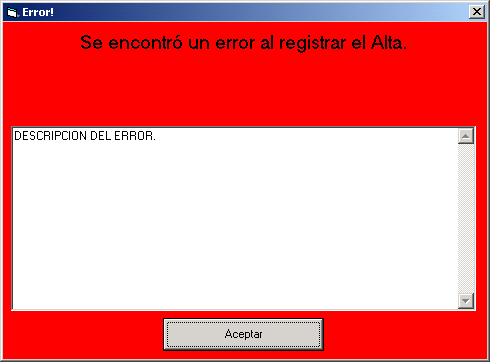 Error!
Se encontró un error al registrar el Alta.
DESCRIPCION DEL ERROR.
Aceptar